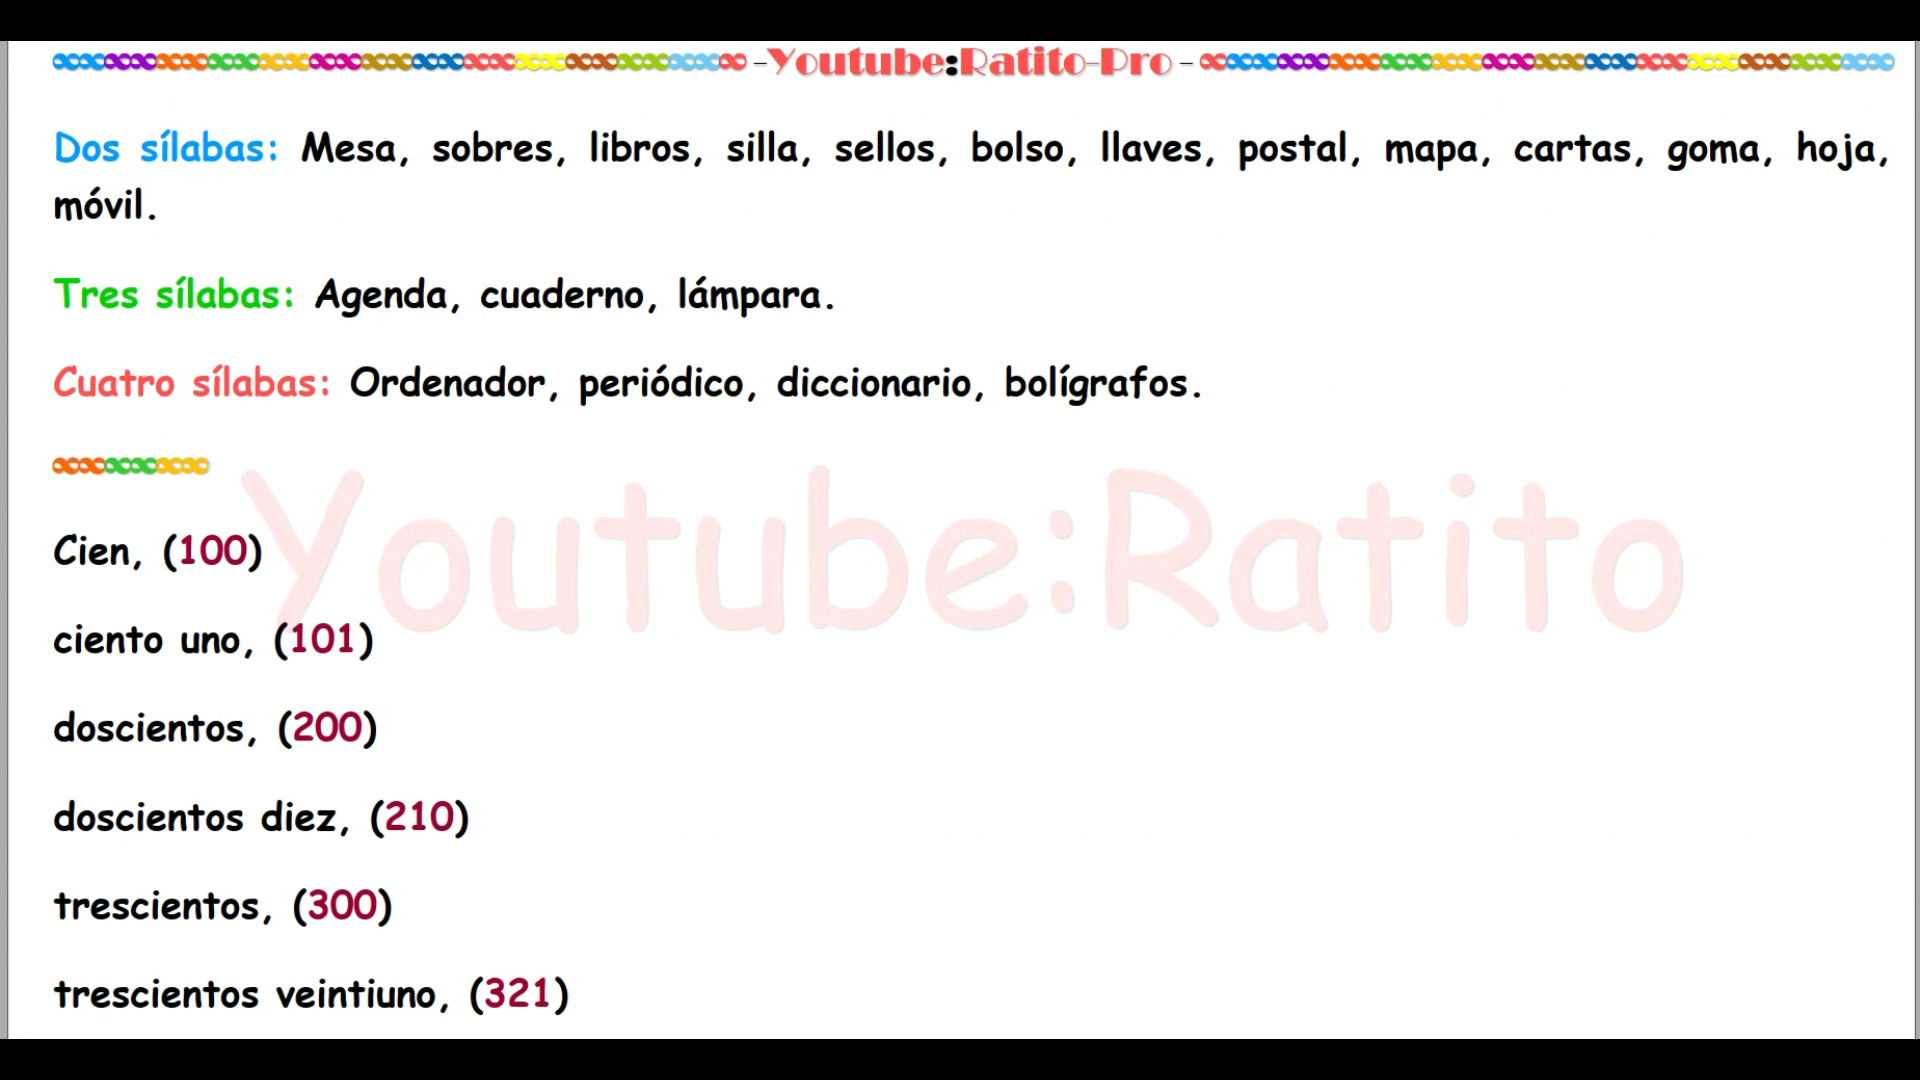 -Youtube:Ratito-Pro -
Dos sílabas: Mesa, sobres, libros, silla, sellos, bolso, llaves, postal, mapa, cartas, goma, hoja,
móvil.
Tres sílabas: Agenda, cuaderno, lámpara.
Cuatro sílabas: Ordenador, periódico, diccionario, bolígrafos.
Youtube:Ratito
Cien, (100)
ciento uno, (101)
doscientos, (200)
doscientos diez, (210)
trescientos, (300)
trescientos veintiuno, (321)